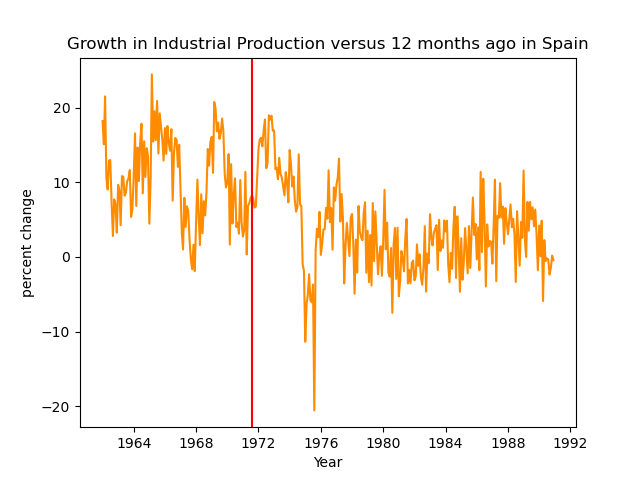 Growth in Industrial Production versus 12 months ago in Spain
percent change
20
10
0
−10
−20
1964 1968 1972 1976 1980 1984 1988 1992
Year